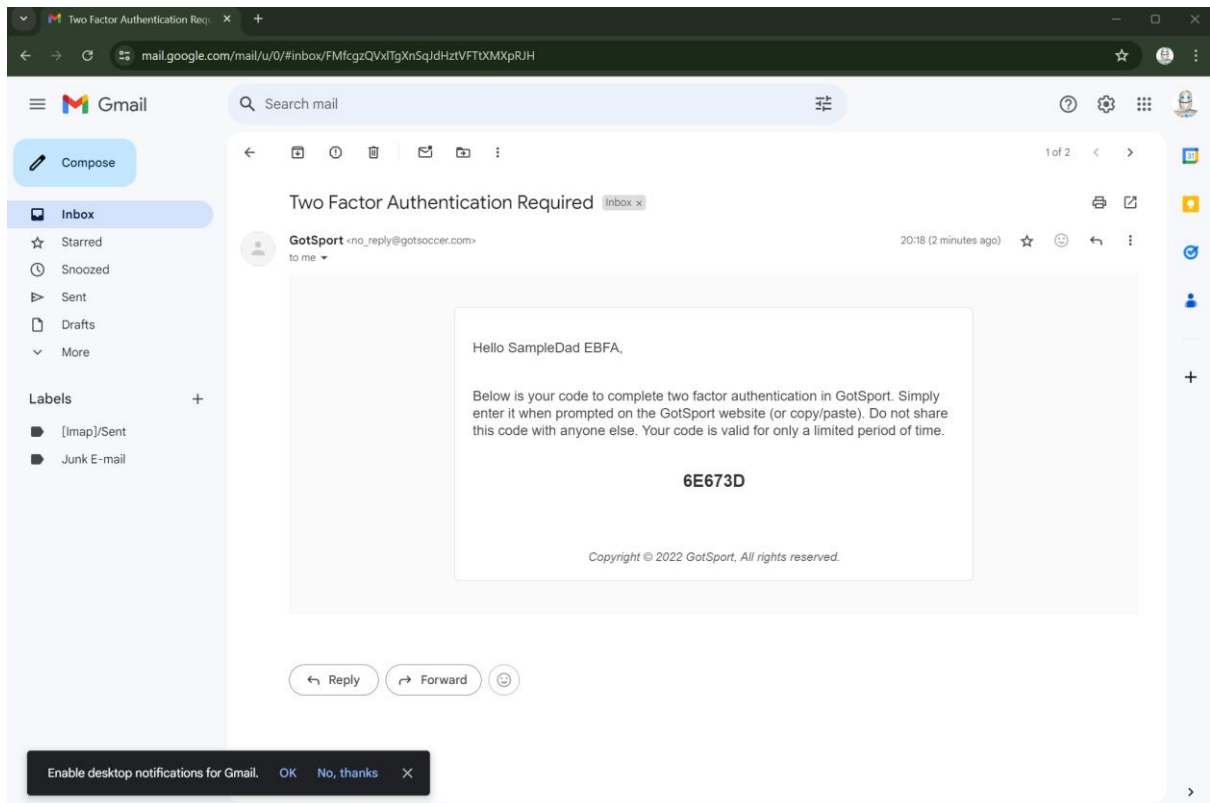 Two Factor Authentication Requ
mail.google.com/mail/u/0/#inbox/FMfcgzQVxlTgXnSqJdHztVFTtXMXpRJH
Gmail
Search mail
Compose
1 of 2
Inbox
Starred
Snoozed
Sent
Drafts
More
Labels
[Imap]/Sent
Junk E-mail
Two Factor Authentication Required Inbox x
GotSport <no_reply@gotsoccer.com> 20:18 (2 minutes ago)
to me
Hello SampleDad EBFA,
Below is your code to complete two factor authentication in GotSport. Simply
enter it when prompted on the GotSport website (or copy/paste). Do not share
this code with anyone else. Your code is valid for only a limited period of time.
6E673D
Copyright © 2022 GotSport, All rights reserved.
Reply Forward
Enable desktop notifications for Gmail. OK No, thanks
31